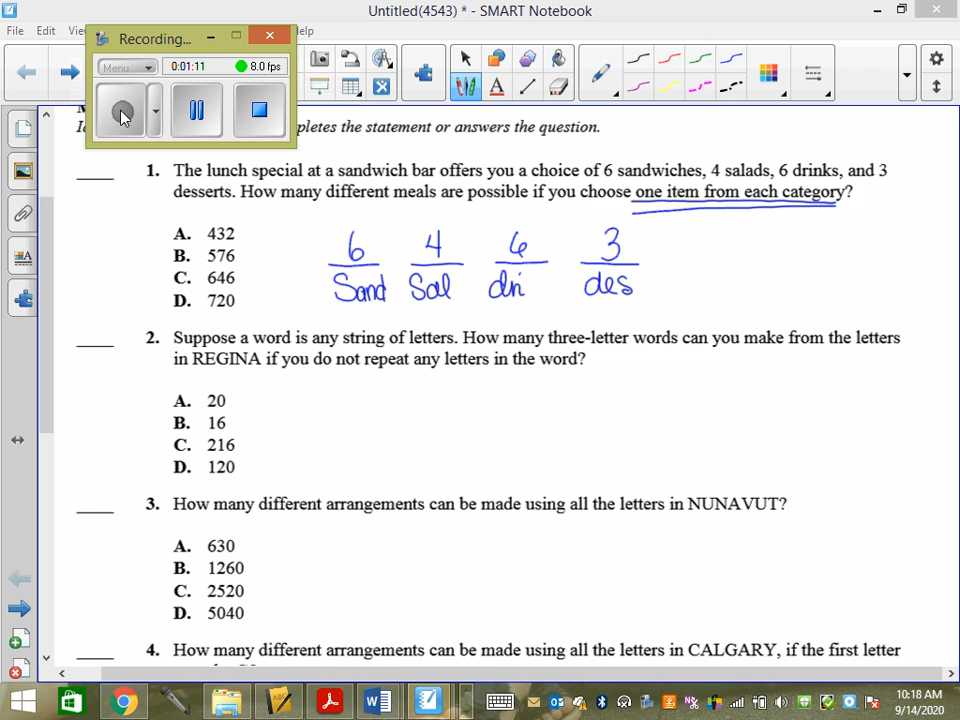 Untitled(4543) * - SMART Notebook
File Edit Vie elp
Recording...
Menu 0:01:11 8.0 fps
pletes the statement or answers the question.
1. The lunch special at a sandwich bar offers you a choice of 6 sandwiches, 4 salads, 6 drinks, and 3
desserts. How many different meals are possible if you choose one item from each category?
A. 432
B. 576
C. 646
D. 720
6 4 6 3
Sand Sal dri des
2. Suppose a word is any string of letters. How many three-letter words can you make from the letters
in REGINA if you do not repeat any letters in the word?
A. 20
B. 16
C. 216
D. 120
3. How many different arrangements can be made using all the letters in NUNAVUT?
A. 630
B. 1260
C. 2520
D. 5040
4. How many different arrangements can be made using all the letters in CALGARY, if the first letter
10:18 AM
9/14/2020